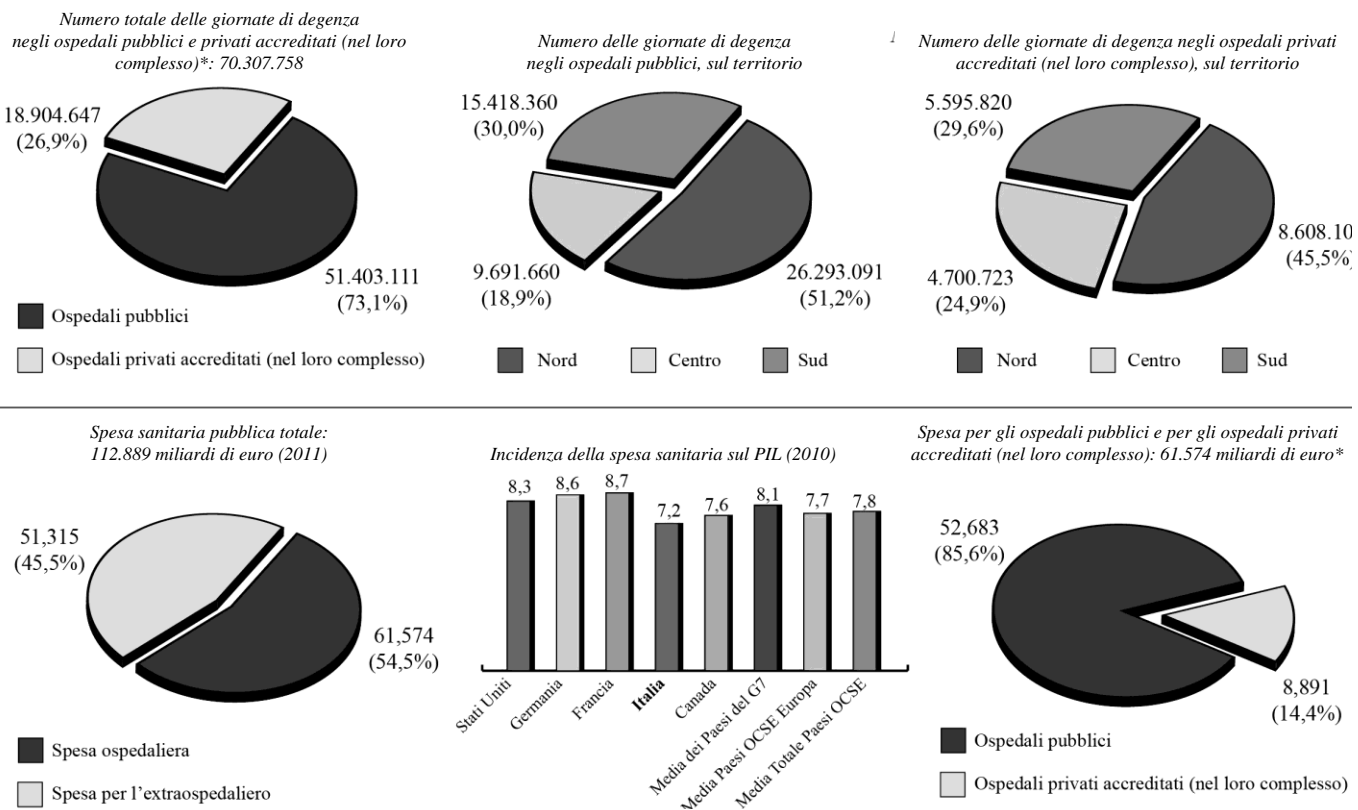 Numero totale delle giornate di degenza
negli ospedali pubblici e privati accreditati (nel loro
complesso)*: 70.307.758
18.904.647
(26,9%)
51.403.111
(73,1%)
Ospedali pubblici
Ospedali privati accreditati (nel loro complesso)
Numero delle giornate di degenza
negli ospedali pubblici, sul territorio
15.418.360
(30,0%)
9.691.660
(18,9%)
26.293.091
(51,2%)
Nord Centro Sud
Numero delle giornate di degenza negli ospedali privati
accreditati (nel loro complesso), sul territorio
5.595.820
(29,6%)
8.608.10
(45,5%)
4.700.723
(24,9%)
Nord Centro Sud
Spesa sanitaria pubblica totale:
112.889 miliardi di euro (2011)
51,315
(45,5%)
61,574
(54,5%)
Spesa ospedaliera
Spesa per l’extraospedaliero
Incidenza della spesa sanitaria sul PIL (2010)
8,3 8,6 8,7 7,2 7,6 8,1 7,7 7,8
Stati Uniti
Germania
Francia
Italia
Canada
Media dei Paesi del G7
Media Paesi OCSE Europa
Media Totale Paesi OCSE
Spesa per gli ospedali pubblici e per gli ospedali privati
accreditati (nel loro complesso): 61.574 miliardi di euro*
52,683
(85,6%)
8,891
(14,4%)
Ospedali pubblici
Ospedali privati accreditati (nel loro complesso)